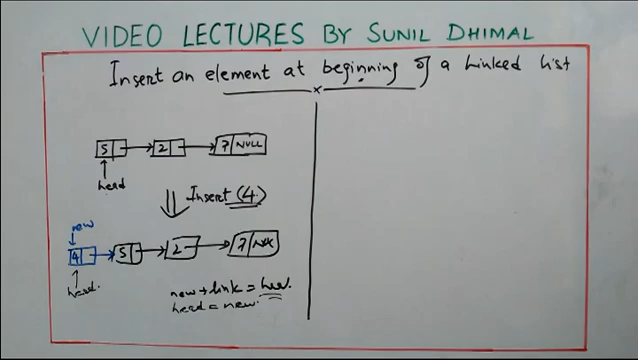 VIDEO LECTURES BY SUNIL DHIMAL
Insert an element at beginning of a Linked List
5 2 7 NULL
head
Insert (4)
new
4 5 2 7
head.
new→link = head.
head = new.